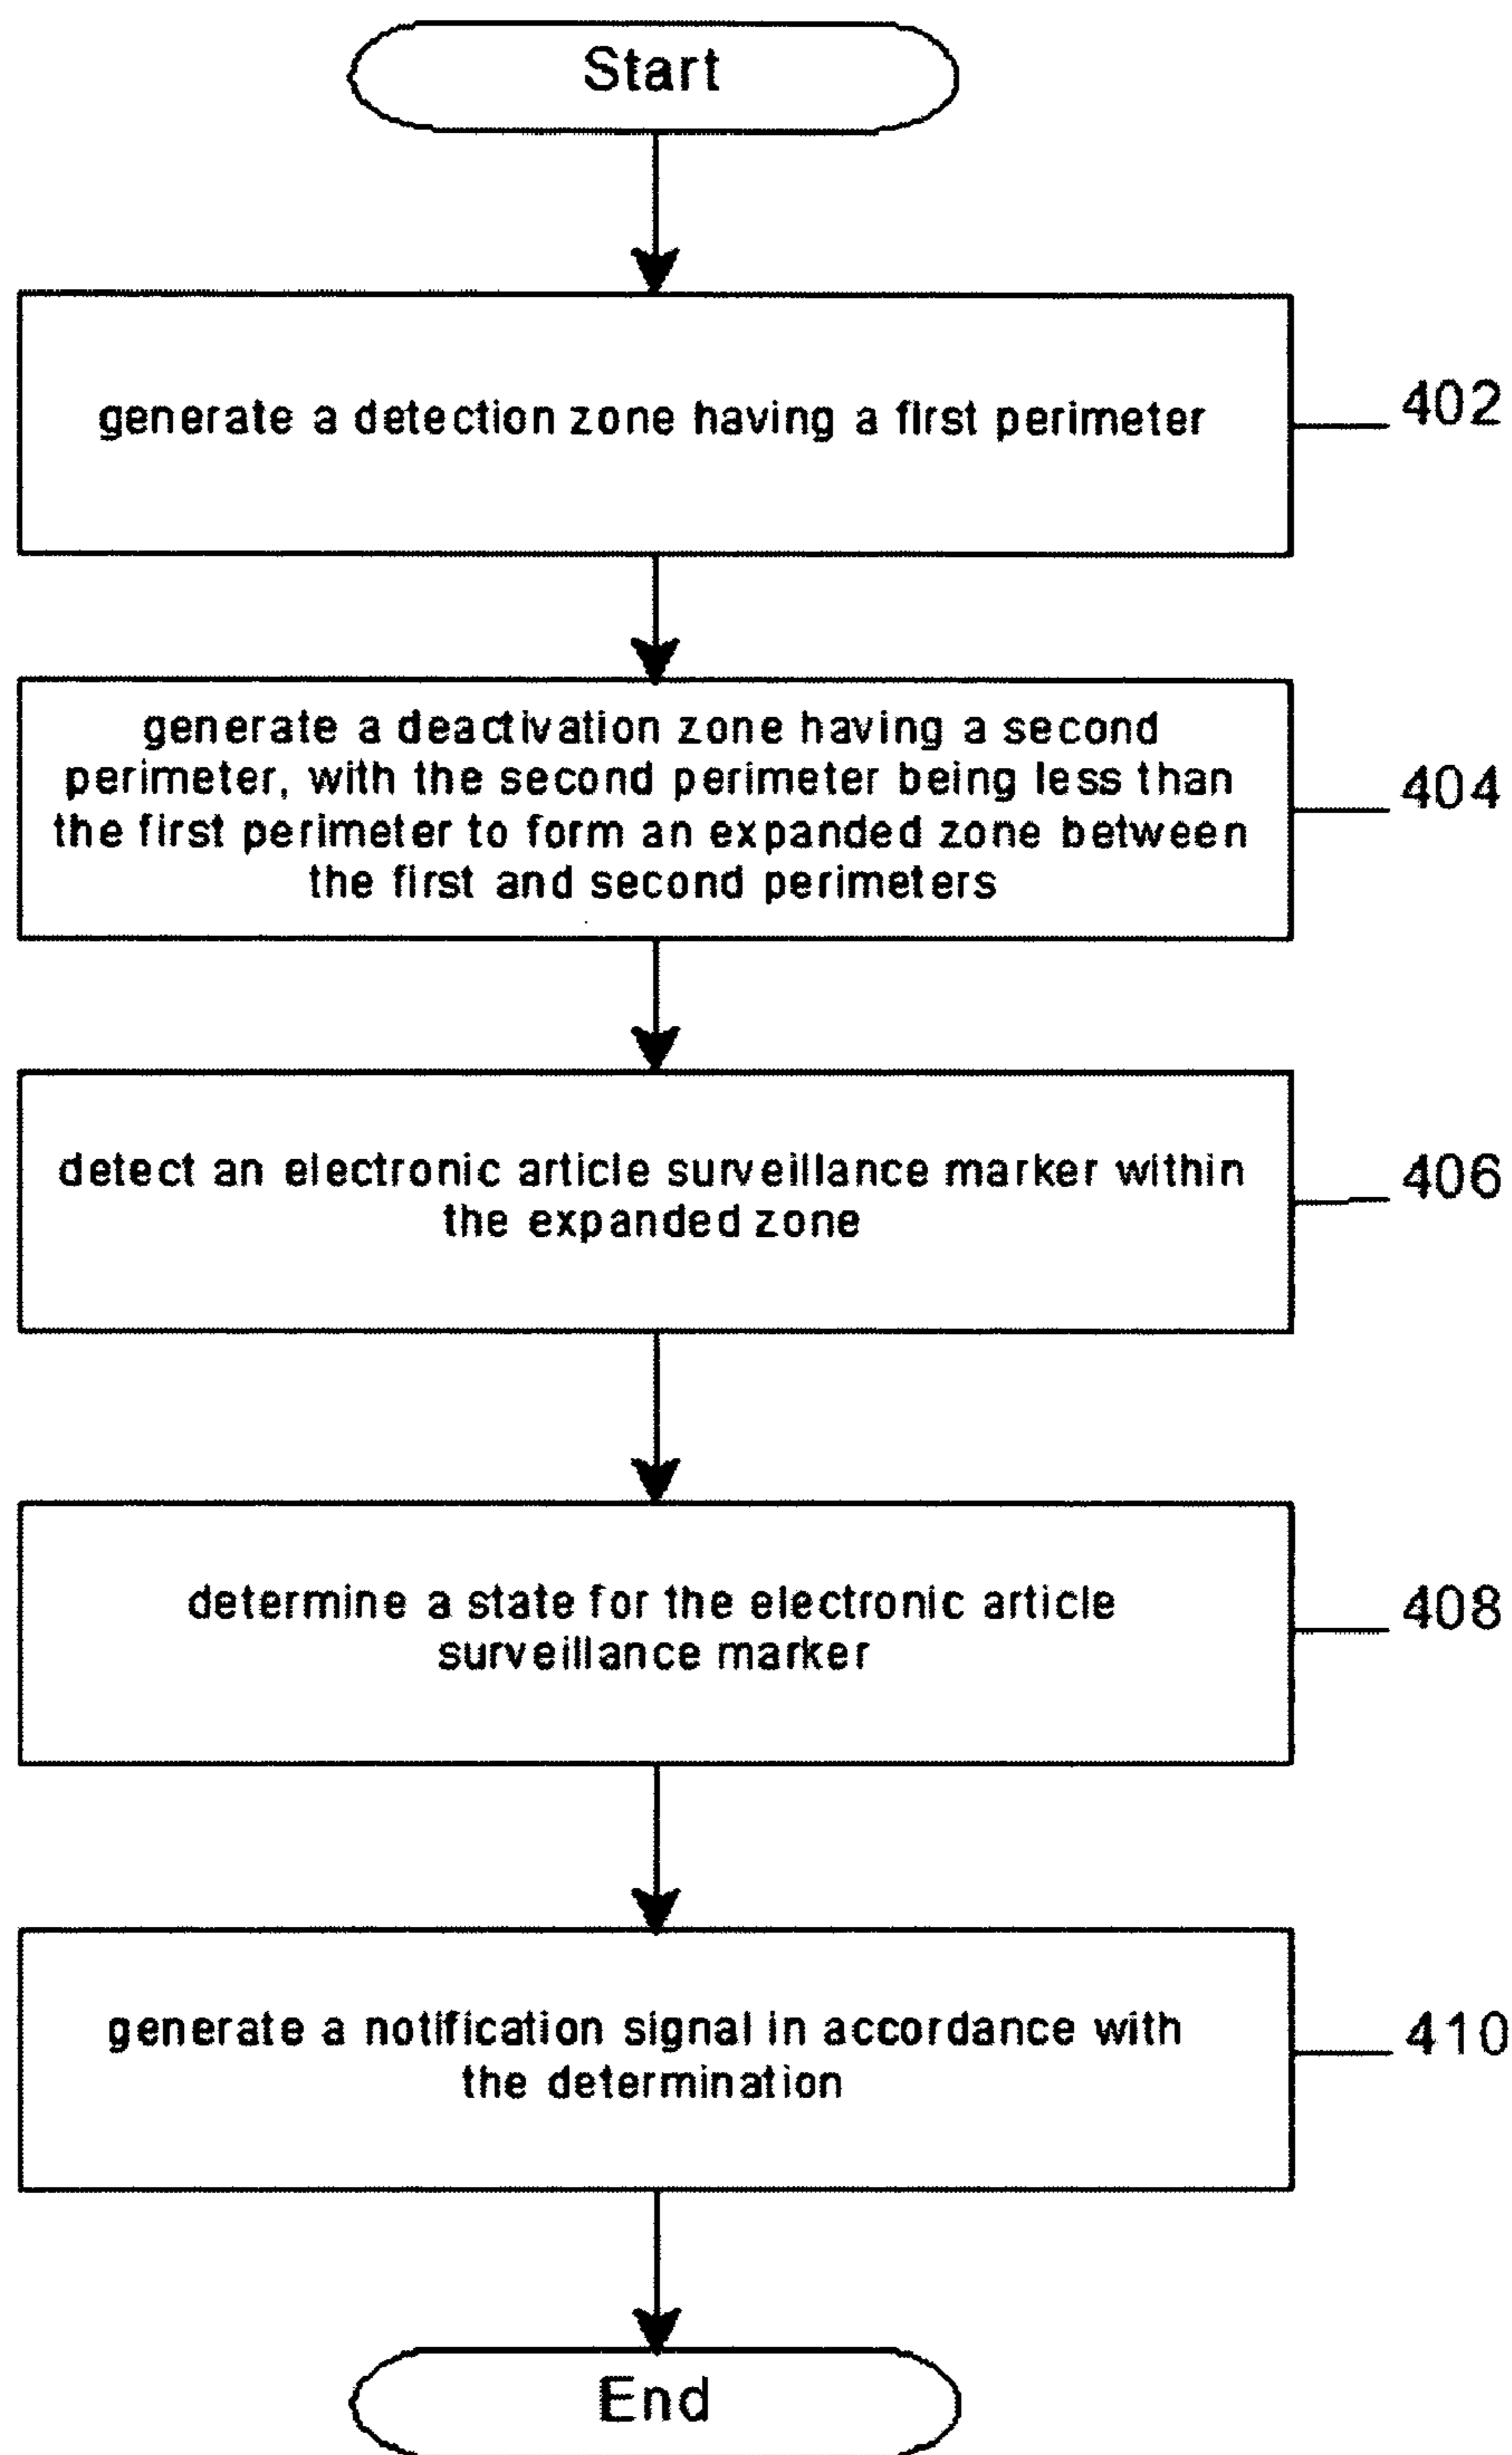 Start
generate a detection zone having a first perimeter
402
generate a deactivation zone having a second
perimeter, with the second perimeter being less than
the first perimeter to form an expanded zone between
the first and second perimeters
404
detect an electronic article surveillance marker within
the expanded zone
406
determine a state for the electronic article
surveillance marker
408
generate a notification signal in accordance with
the determination
410
End